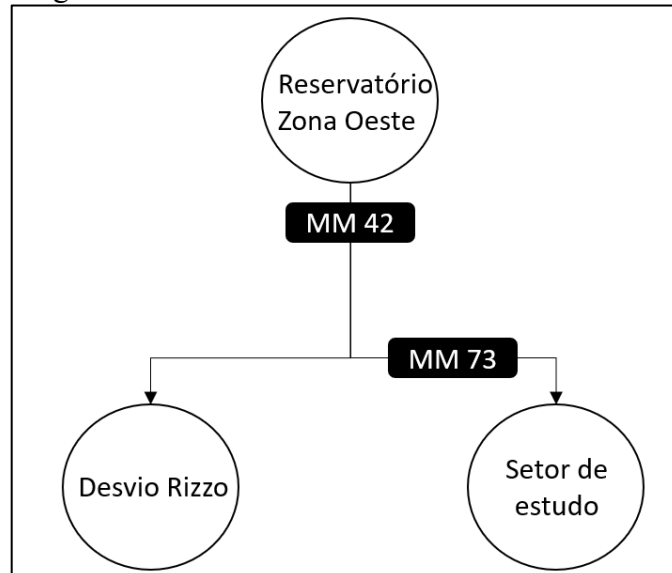 Reservatório
Zona Oeste
MM 42
MM 73
Desvio Rizzo
Setor de
estudo